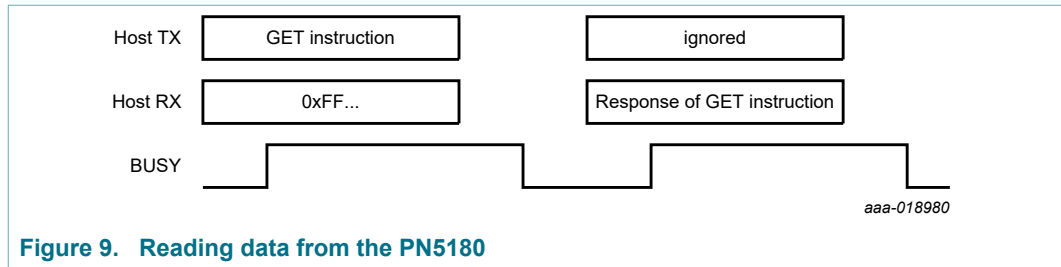 Host TX GET instruction ignored
Host RX 0xFF... Response of GET instruction
BUSY
aaa-018980
Figure 9. Reading data from the PN5180